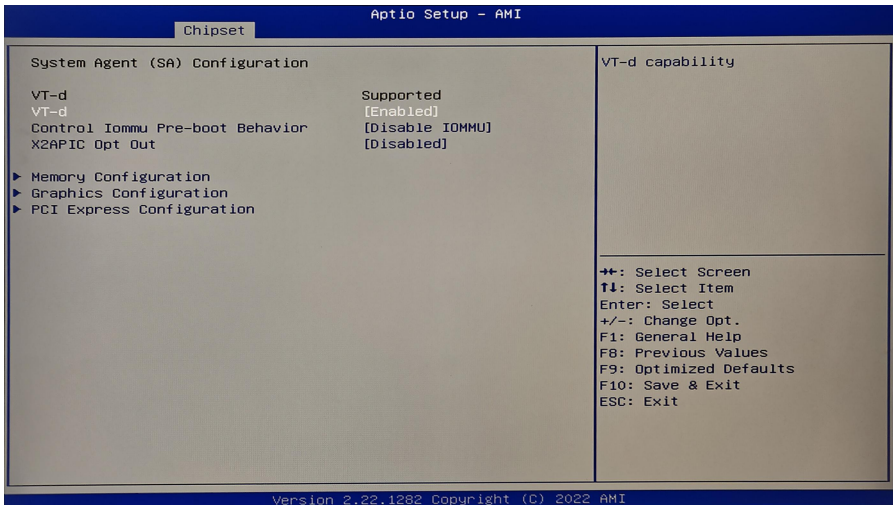 Aptio Setup – AMI
Chipset
System Agent (SA) Configuration
VT-d Supported
VT-d [Enabled]
Control Iommu Pre-boot Behavior [Disable IOMMU]
X2APIC Opt Out [Disabled]
► Memory Configuration
► Graphics Configuration
► PCI Express Configuration
VT-d capability
→←: Select Screen
↑↓: Select Item
Enter: Select
+/-: Change Opt.
F1: General Help
F8: Previous Values
F9: Optimized Defaults
F10: Save & Exit
ESC: Exit
Version 2.22.1282 Copyright (C) 2022 AMI